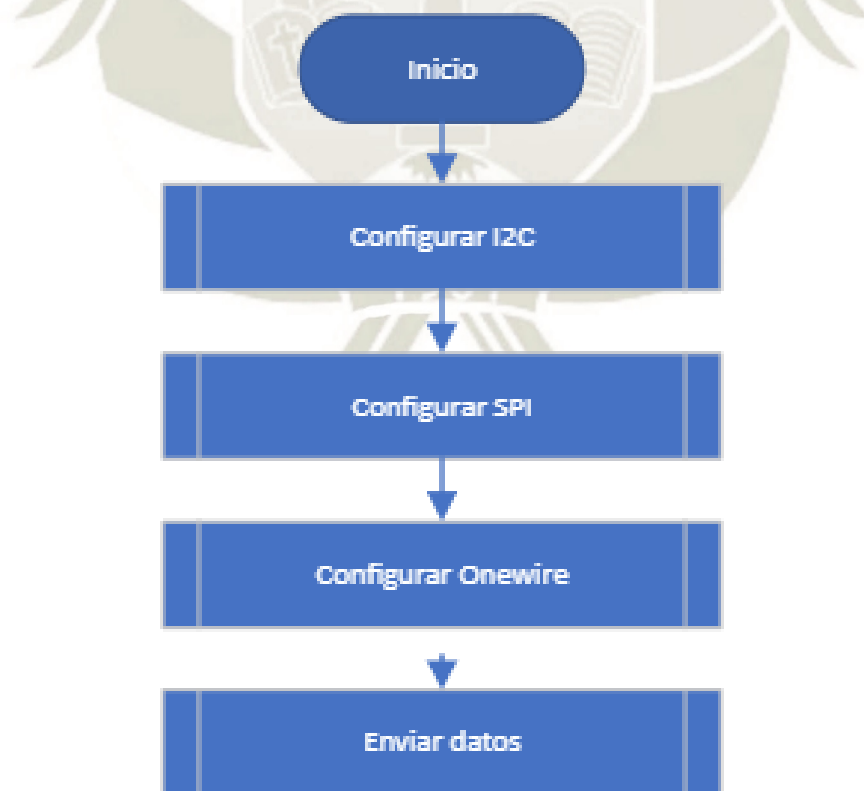 Inicio
Configurar I2C
Configurar SPI
Configurar Onewire
Enviar datos